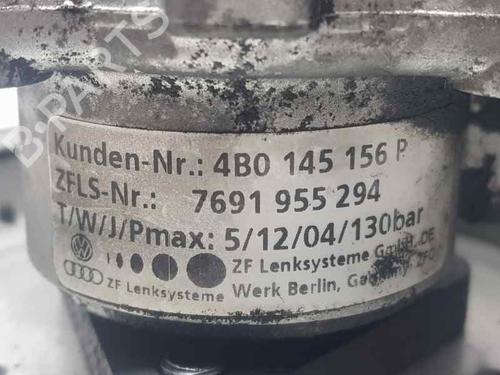 B-PARTS
Kunden-Nr.: 4B0 145 156 P
ZFLS-Nr.: 7691 955 294
T/W/J/Pmax: 5/12/04/130bar
ZF Lenksysteme GmbH, DE
ZF Lenksysteme Werk Berlin,